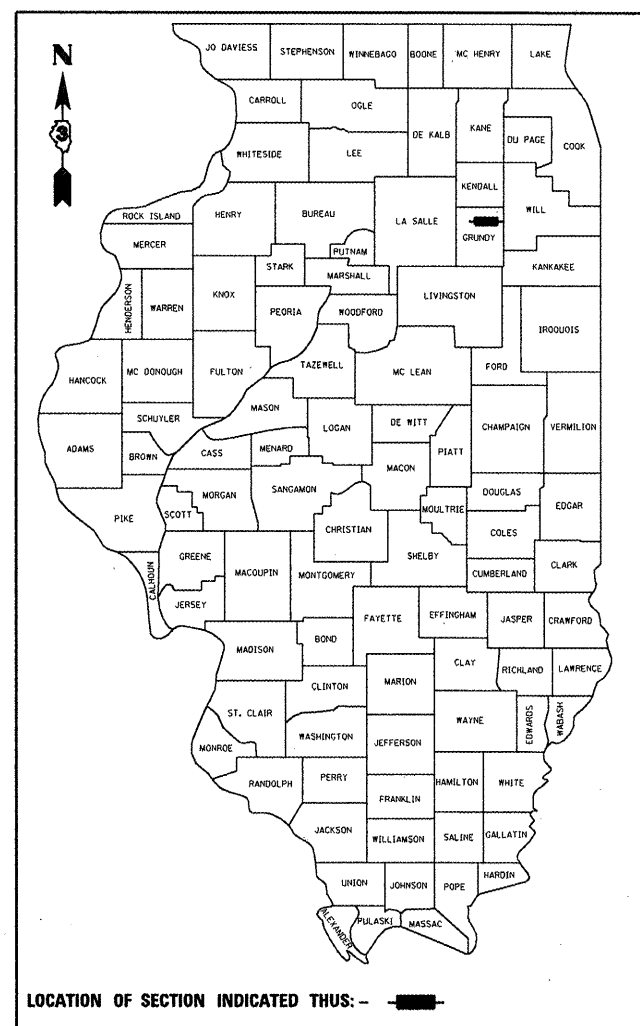 JO DAVIESS STEPHENSON WINNEBAGO BOONE MC HENRY LAKE
N
CARROLL OGLE DE KALB KANE DU PAGE COOK
3
WHITESIDE LEE
KENDALL
ROCK ISLAND HENRY BUREAU LA SALLE WILL
MERCER PUTNAM GRUNDY
STARK MARSHALL KANKAKEE
HENDERSON WARREN KNOX PEORIA WOODFORD LIVINGSTON
IROQUOIS
HANCOCK MC DONOUGH FULTON TAZEWELL MC LEAN FORD
MASON
SCHUYLER LOGAN DE WITT CHAMPAIGN VERMILION
ADAMS BROWN CASS MENARD PIATT
MACON
PIKE SCOTT MORGAN SANGAMON MOULTRIE DOUGLAS EDGAR
CHRISTIAN
COLES
GREENE SHELBY
CALHOUN MACOUPIN MONTGOMERY CUMBERLAND CLARK
JERSEY
FAYETTE EFFINGHAM JASPER CRAWFORD
MADISON BOND
CLAY RICHLAND LAWRENCE
CLINTON MARION
ST. CLAIR WAYNE EDWARDS WABASH
WASHINGTON JEFFERSON
MONROE
RANDOLPH PERRY HAMILTON WHITE
FRANKLIN
JACKSON WILLIAMSON SALINE GALLATIN
UNION JOHNSON POPE HARDIN
ALEXANDER PULASKI MASSAC
LOCATION OF SECTION INDICATED THUS: -